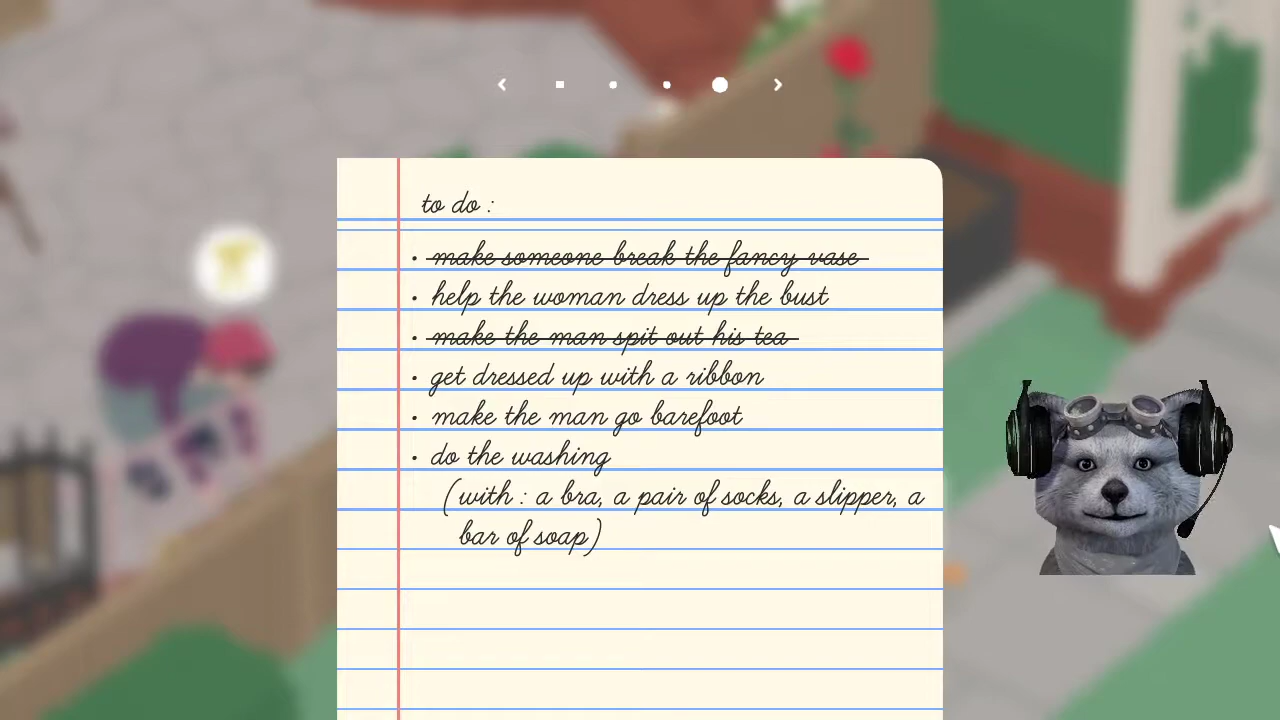 to do :
• make someone break the fancy vase
• help the woman dress up the bust
• make the man spit out his tea
• get dressed up with a ribbon
• make the man go barefoot
• do the washing
(with : a bra, a pair of socks, a slipper, a
bar of soap)